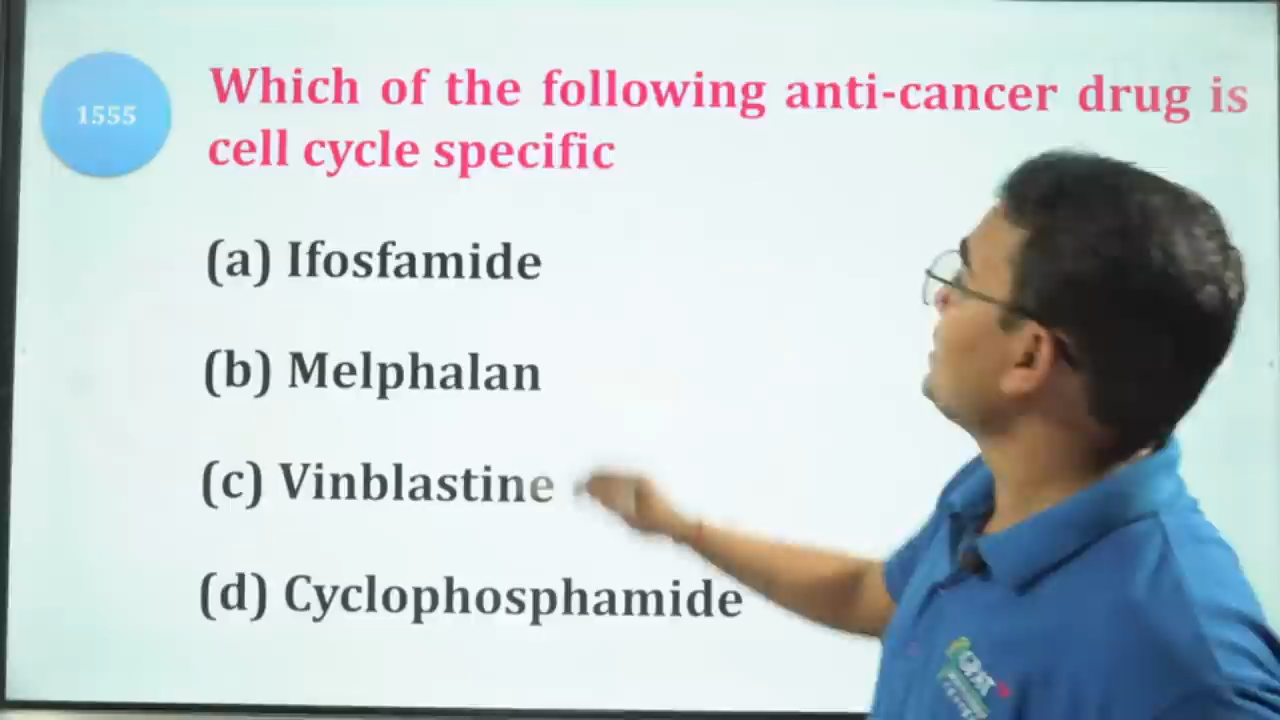 1555
Which of the following anti-cancer drug is
cell cycle specific
(a) Ifosfamide
(b) Melphalan
(c) Vinblastine
(d) Cyclophosphamide